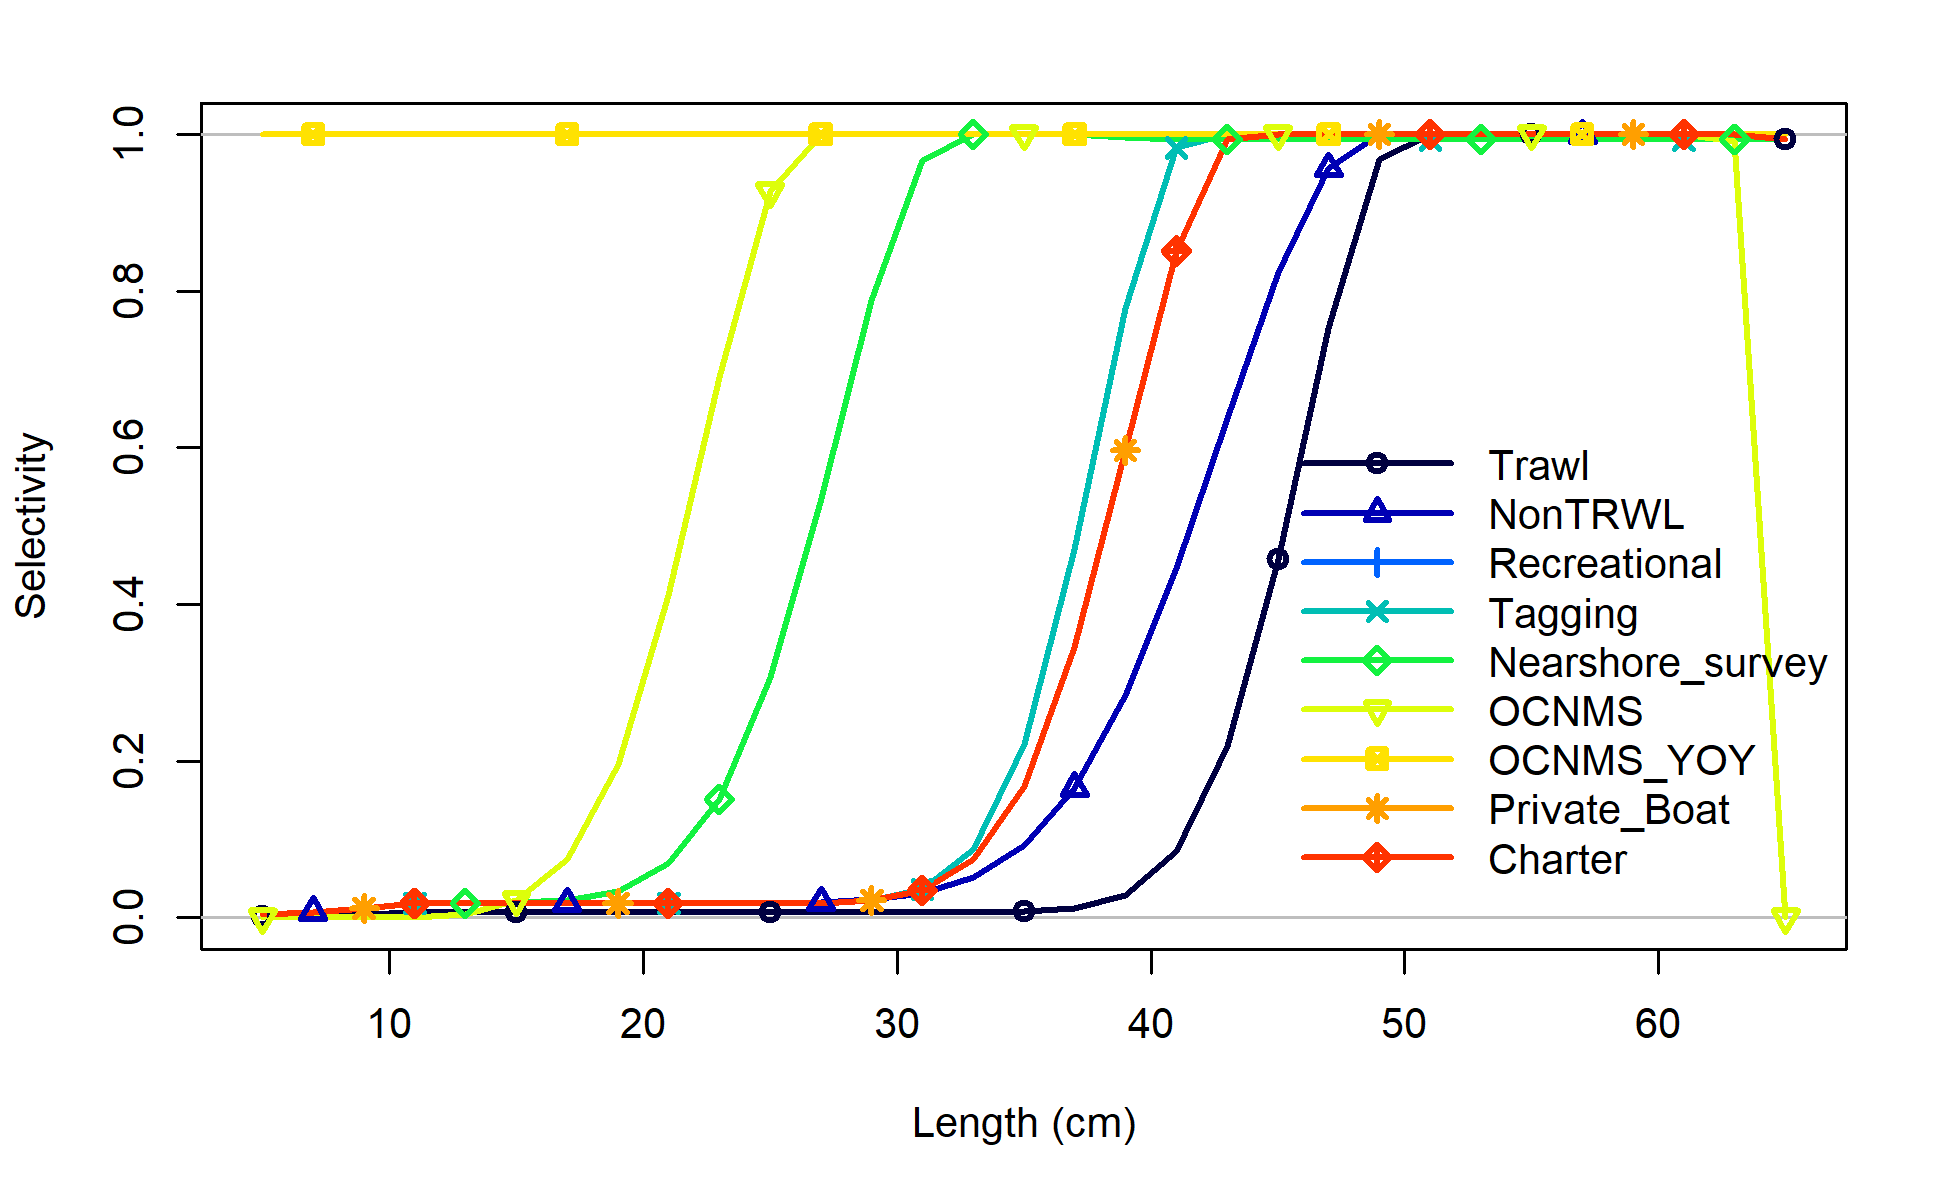 1.0
0.8
0.6
0.4
0.2
0.0
Selectivity
Trawl
NonTRWL
Recreational
Tagging
Nearshore_survey
OCNMS
OCNMS_YOY
Private_Boat
Charter
10 20 30 40 50 60
Length (cm)